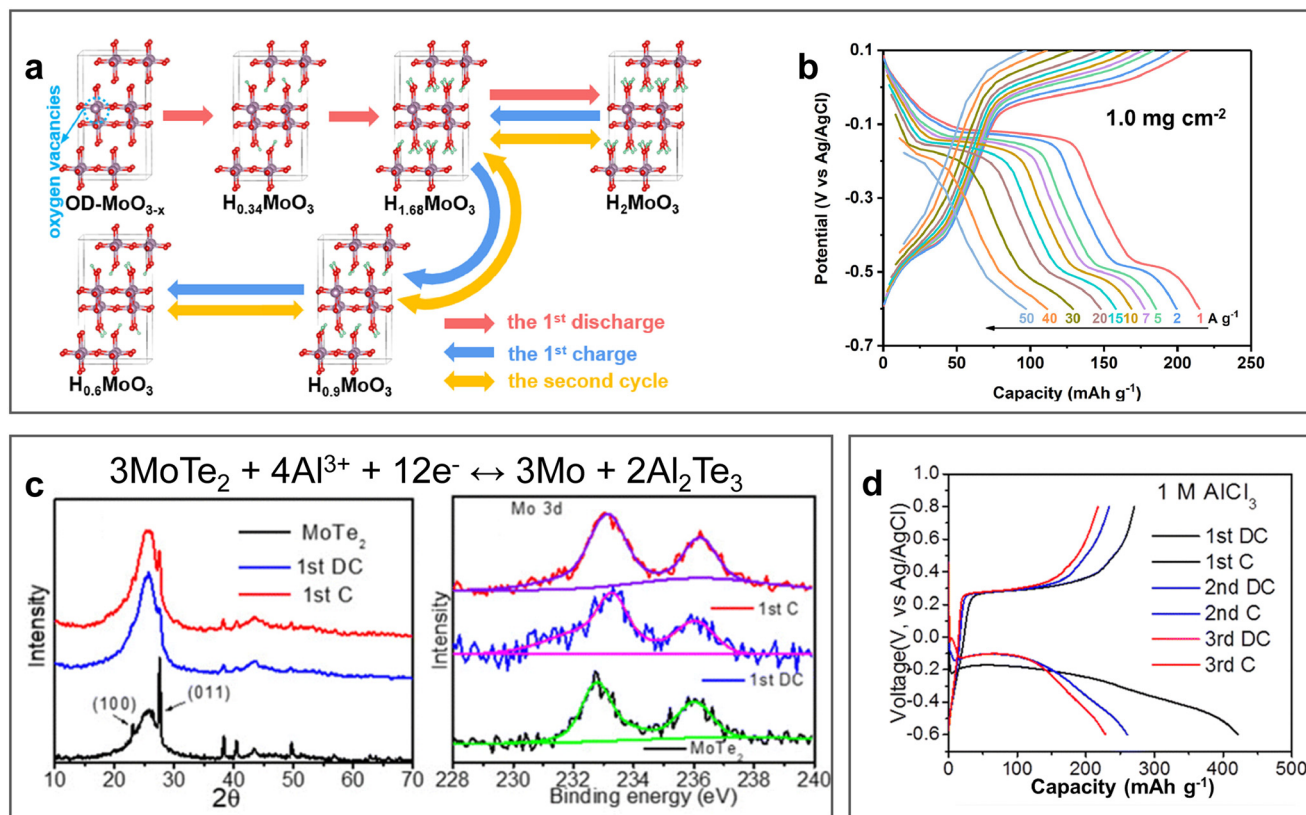 a
oxygen vacancies
OD-MoO3-x
H0.34MoO3
H1.68MoO3
H2MoO3
H0.6MoO3
H0.9MoO3
the 1st discharge
the 1st charge
the second cycle
b
1.0 mg cm-2
0.1
-0.1
-0.3
-0.5
-0.7
Potential (V vs Ag/AgCl)
50 40 30 20 15 10 7 5 2 1 A g-1
0 50 100 150 200 250
Capacity (mAh g-1)
c
3MoTe2 + 4Al3+ + 12e- ↔ 3Mo + 2Al2Te3
MoTe2
1st DC
1st C
Intensity
(100)
(011)
10 20 30 40 50 60 70
2θ
Mo 3d
1st C
1st DC
MoTe2
Intensity
228 230 232 234 236 238 240
Binding energy (eV)
d
1 M AlCl3
1st DC
1st C
2nd DC
2nd C
3rd DC
3rd C
1.0
0.8
0.6
0.4
0.2
0.0
-0.2
-0.4
-0.6
Voltage(V, vs Ag/AgCl)
0 100 200 300 400 500
Capacity (mAh g-1)